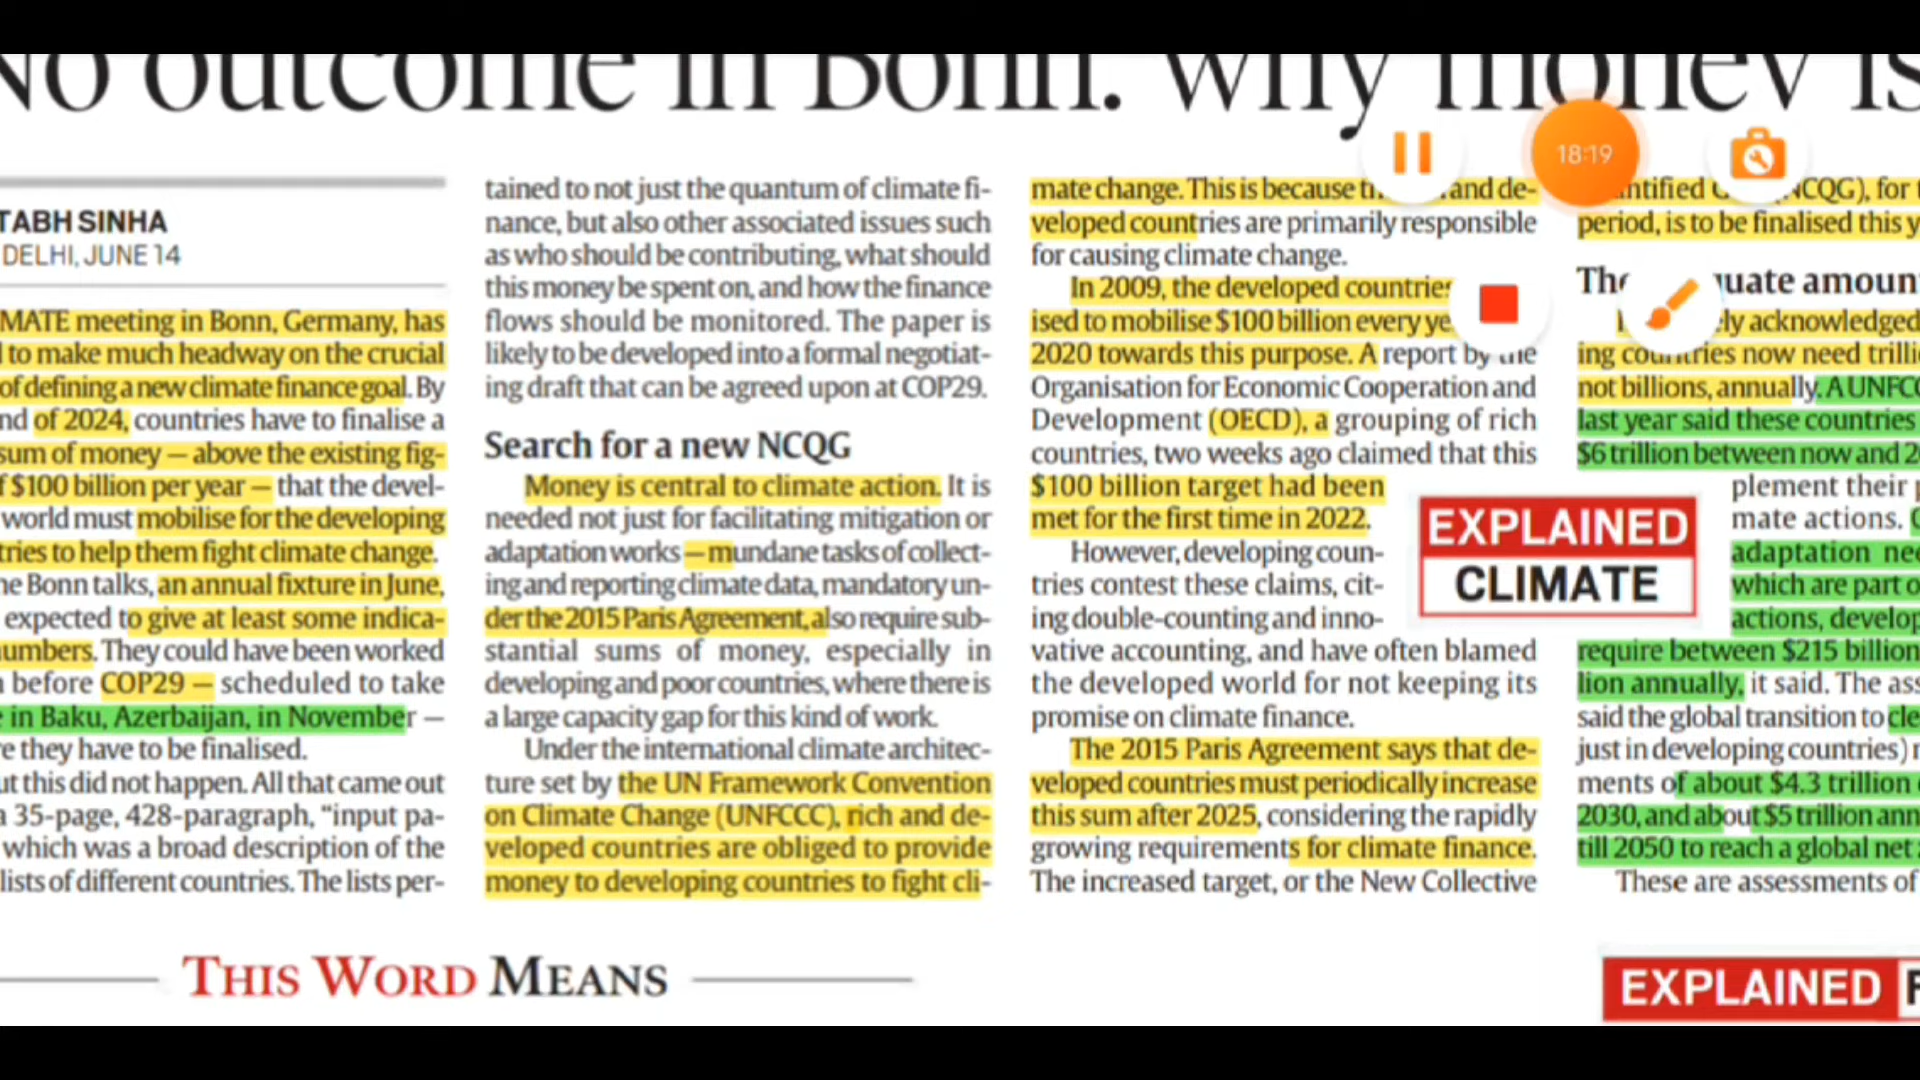 No outcome in Bonn: why money is
TABH SINHA
DELHI, JUNE 14
MATE meeting in Bonn, Germany, has
to make much headway on the crucial
of defining a new climate finance goal. By
nd of 2024, countries have to finalise a
sum of money — above the existing fig-
f $100 billion per year — that the devel-
world must mobilise for the developing
tries to help them fight climate change.
he Bonn talks, an annual fixture in June,
expected to give at least some indica-
numbers. They could have been worked
before COP29 — scheduled to take
in Baku, Azerbaijan, in November —
re they have to be finalised.
ut this did not happen. All that came out
a 35-page, 428-paragraph, “input pa-
which was a broad description of the
lists of different countries. The lists per-
tained to not just the quantum of climate fi-
nance, but also other associated issues such
as who should be contributing, what should
this money be spent on, and how the finance
flows should be monitored. The paper is
likely to be developed into a formal negotiat-
ing draft that can be agreed upon at COP29.
Search for a new NCQG
Money is central to climate action. It is
needed not just for facilitating mitigation or
adaptation works — mundane tasks of collect-
ing and reporting climate data, mandatory un-
der the 2015 Paris Agreement, also require sub-
stantial sums of money, especially in
developing and poor countries, where there is
a large capacity gap for this kind of work.
Under the international climate architec-
ture set by the UN Framework Convention
on Climate Change (UNFCCC), rich and de-
veloped countries are obliged to provide
money to developing countries to fight cli-
mate change. This is because and de-
veloped countries are primarily responsible
for causing climate change.
In 2009, the developed countries
ised to mobilise $100 billion every ye
2020 towards this purpose. A report by the
Organisation for Economic Cooperation and
Development (OECD), a grouping of rich
countries, two weeks ago claimed that this
$100 billion target had been
met for the first time in 2022.
However, developing coun-
tries contest these claims, cit-
ing double-counting and inno-
vative accounting, and have often blamed
the developed world for not keeping its
promise on climate finance.
The 2015 Paris Agreement says that de-
veloped countries must periodically increase
this sum after 2025, considering the rapidly
growing requirements for climate finance.
The increased target, or the New Collective
EXPLAINED
CLIMATE
ntified NCQG), for
period, is to be finalised this y
The quate amoun
ly acknowledged
ing countries now need trilli
not billions, annually. A UNFCC
last year said these countries
$6 trillion between now and 2
plement their
mate actions.
adaptation nee
which are part o
actions, develop
require between $215 billion
lion annually, it said. The ass
said the global transition to cle
just in developing countries)
ments of about $4.3 trillion
2030, and about $5 trillion ann
till 2050 to reach a global net
These are assessments of
THIS WORD MEANS
EXPLAINED
18:19